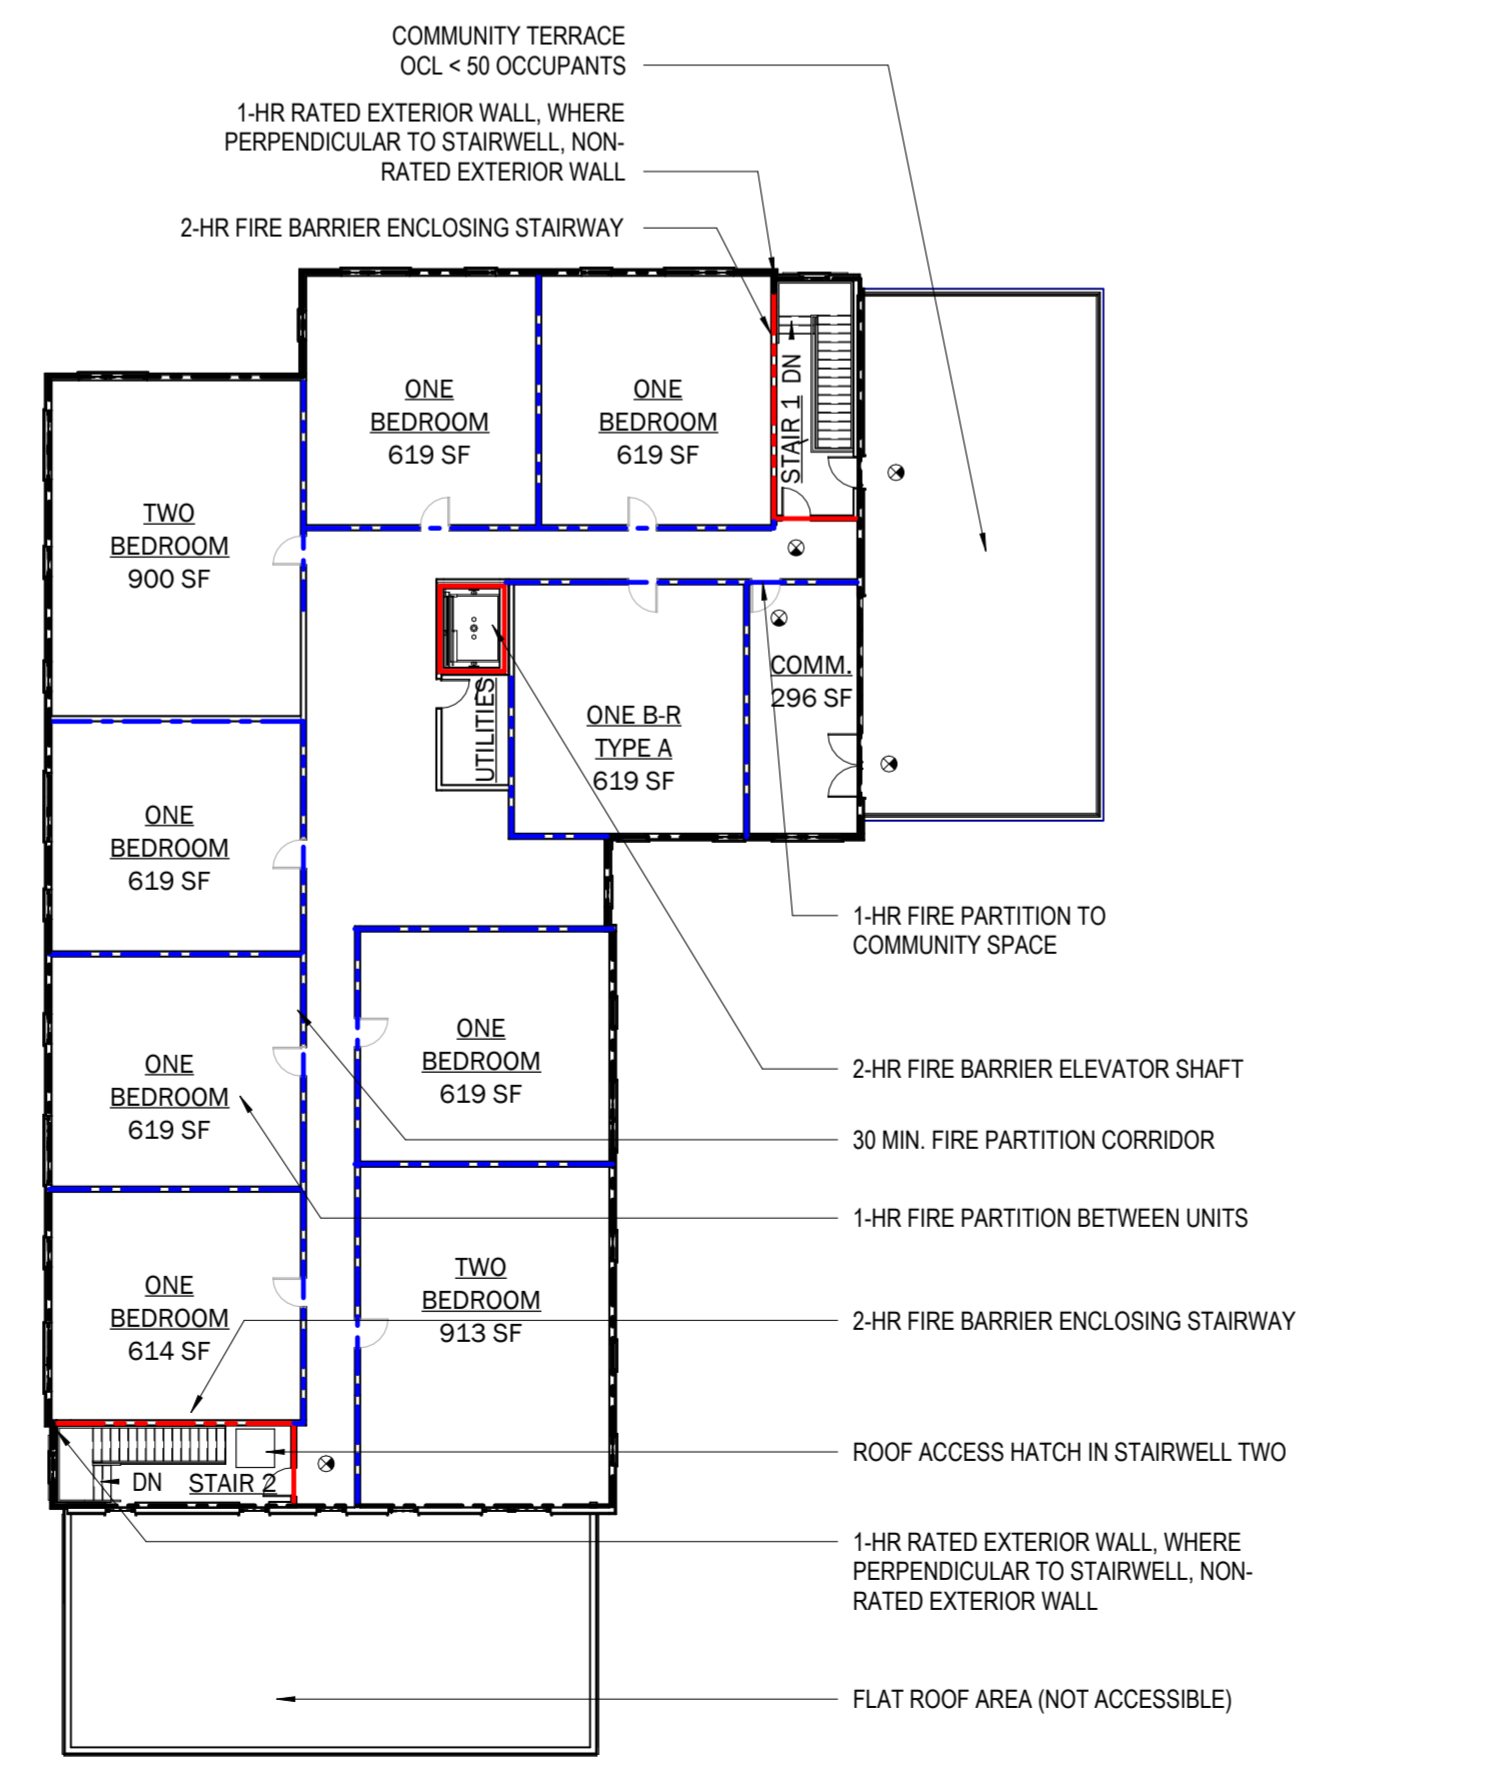 COMMUNITY TERRACE
OCL < 50 OCCUPANTS
1-HR RATED EXTERIOR WALL, WHERE
PERPENDICULAR TO STAIRWELL, NON-
RATED EXTERIOR WALL
2-HR FIRE BARRIER ENCLOSING STAIRWAY
ONE
BEDROOM
619 SF
ONE
BEDROOM
619 SF
STAIR 1 DN
TWO
BEDROOM
900 SF
UTILITIES
ONE B-R
TYPE A
619 SF
COMM.
296 SF
ONE
BEDROOM
619 SF
1-HR FIRE PARTITION TO
COMMUNITY SPACE
ONE
BEDROOM
619 SF
ONE
BEDROOM
619 SF
2-HR FIRE BARRIER ELEVATOR SHAFT
30 MIN. FIRE PARTITION CORRIDOR
1-HR FIRE PARTITION BETWEEN UNITS
ONE
BEDROOM
614 SF
TWO
BEDROOM
913 SF
2-HR FIRE BARRIER ENCLOSING STAIRWAY
ROOF ACCESS HATCH IN STAIRWELL TWO
DN STAIR 2
1-HR RATED EXTERIOR WALL, WHERE
PERPENDICULAR TO STAIRWELL, NON-
RATED EXTERIOR WALL
FLAT ROOF AREA (NOT ACCESSIBLE)